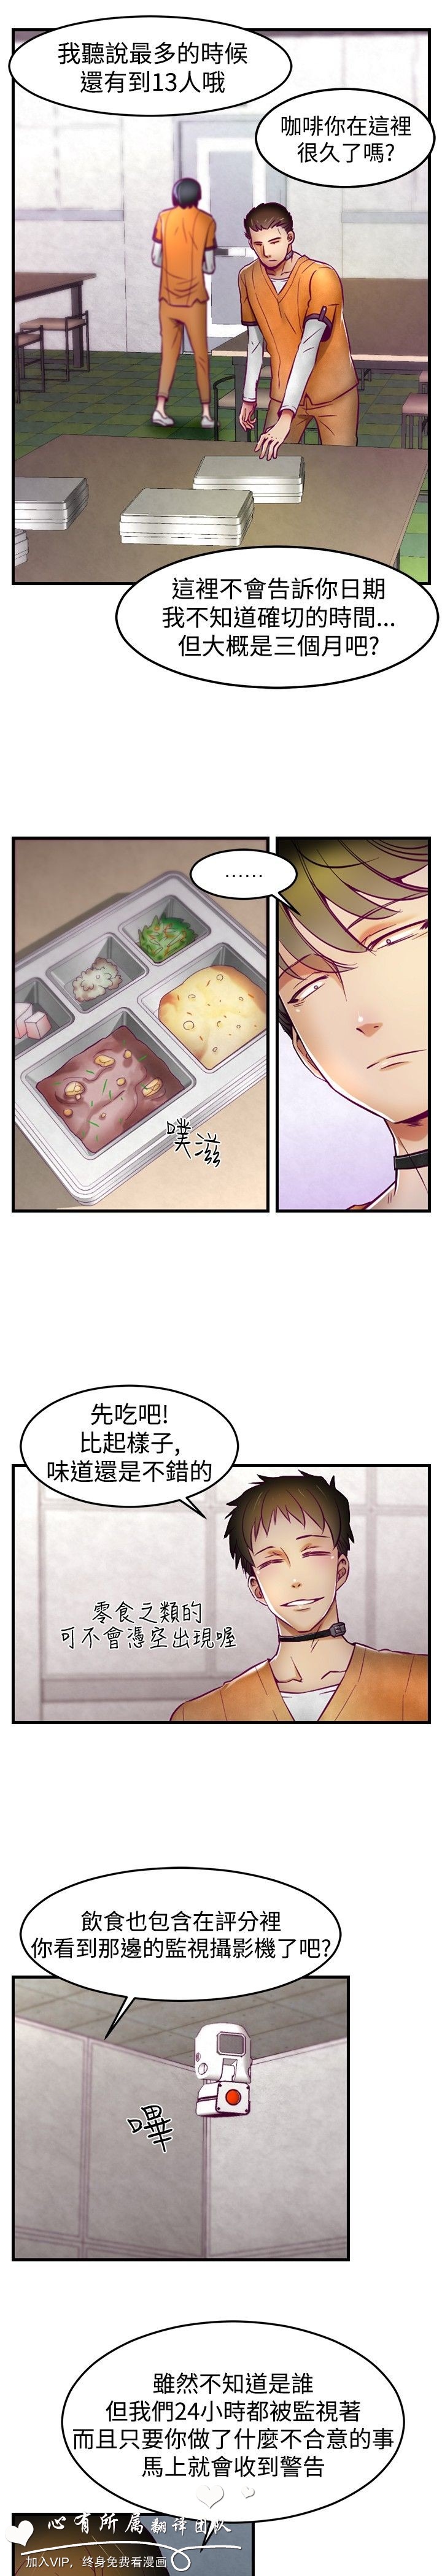 我聽說最多的時候
還有到13人哦
咖啡你在這裡
很久了嗎?
這裡不會告訴你日期
我不知道確切的時間...
但大概是三個月吧?
……
噗滋
先吃吧!
比起樣子,
味道還是不錯的
零食之類的
可不會憑空出現喔
飲食也包含在評分裡
你看到那邊的監視攝影機了吧?
嗶
雖然不知道是誰
但我們24小時都被監視著
而且只要你做了什麼不合意的事
馬上就會收到警告
心有所属翻译团队
加入VIP，终身免费看漫画